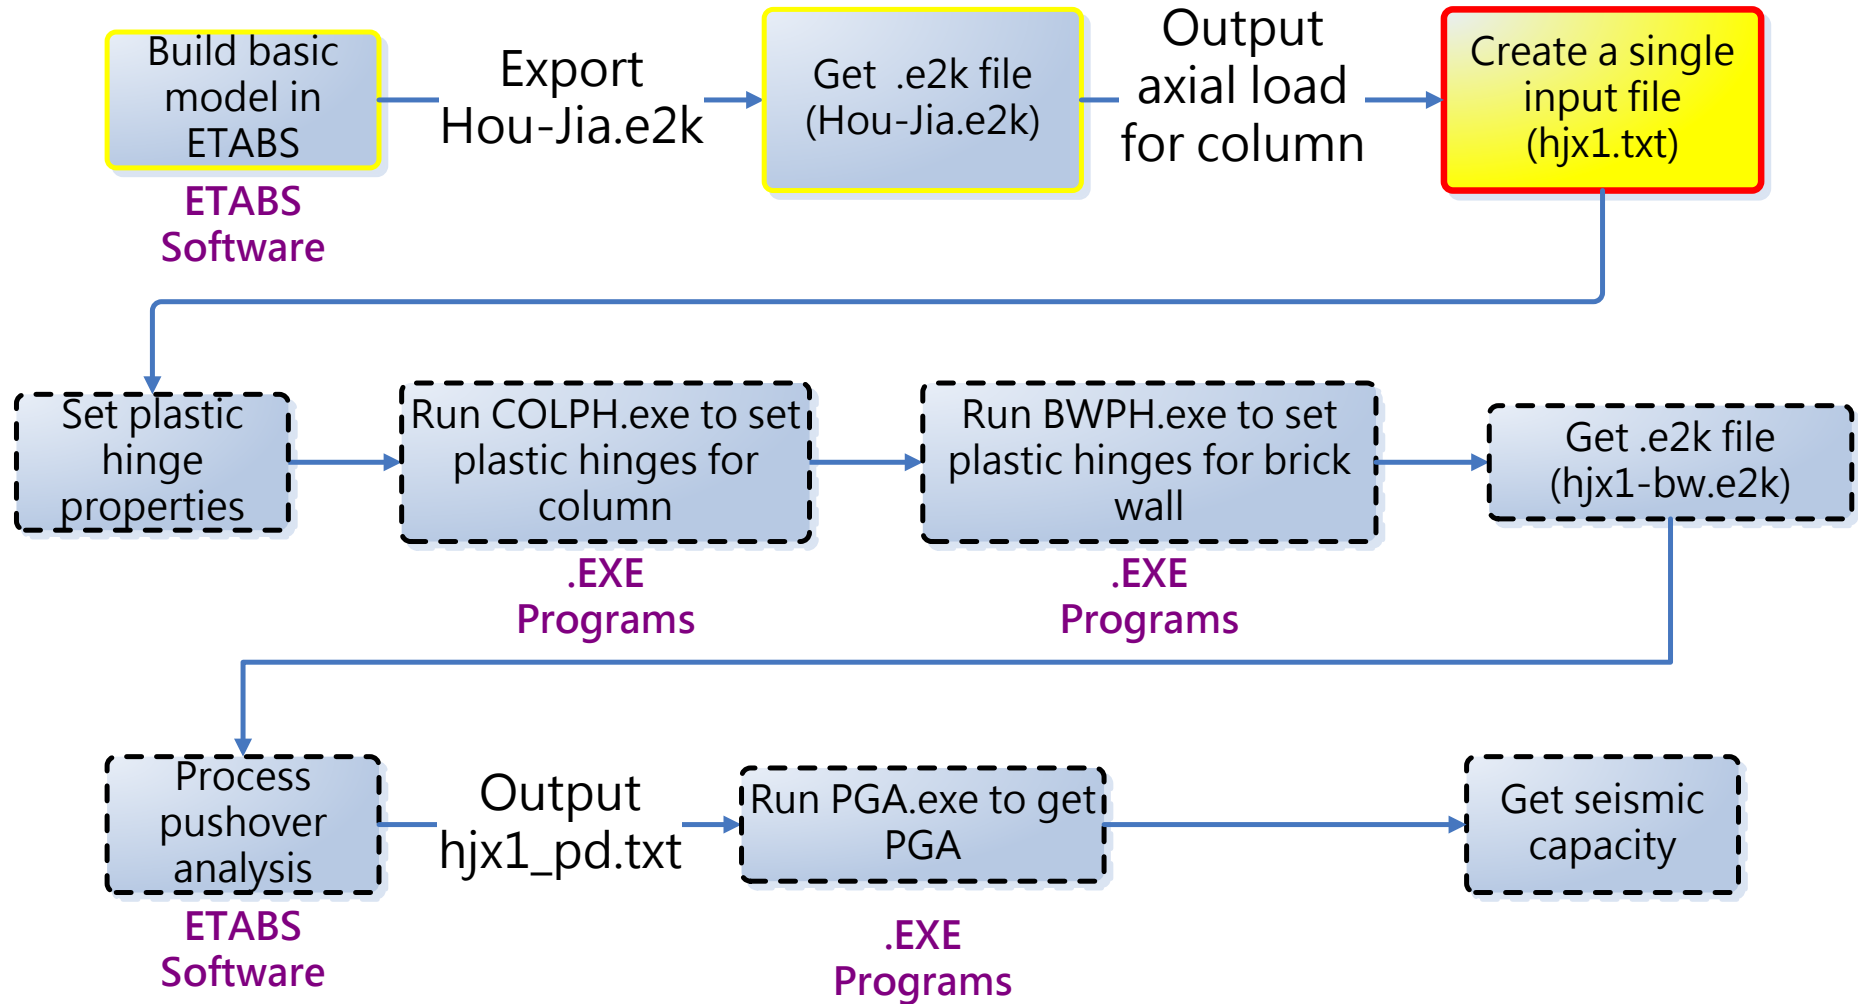 Build basic
model in
ETABS
ETABS
Software
Export
Hou-Jia.e2k
Get .e2k file
(Hou-Jia.e2k)
Output
axial load
for column
Create a single
input file
(hjx1.txt)
Set plastic
hinge
properties
Run COLPH.exe to set
plastic hinges for
column
.EXE
Programs
Run BWPH.exe to set
plastic hinges for brick
wall
.EXE
Programs
Get .e2k file
(hjx1-bw.e2k)
Process
pushover
analysis
ETABS
Software
Output
hjx1_pd.txt
Run PGA.exe to get
PGA
.EXE
Programs
Get seismic
capacity